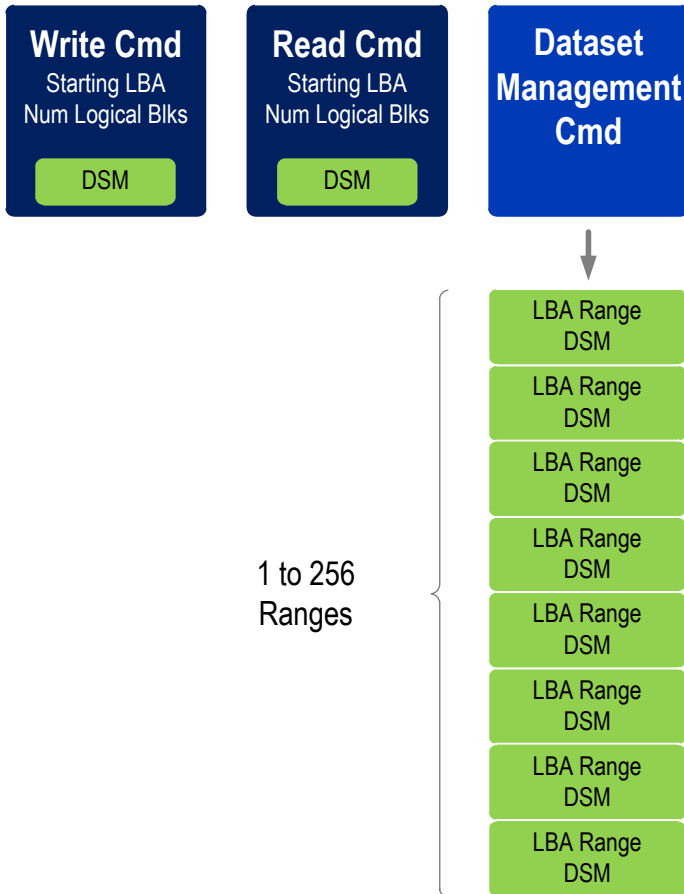 Write Cmd
Starting LBA
Num Logical Blks
DSM
Read Cmd
Starting LBA
Num Logical Blks
DSM
Dataset
Management
Cmd
1 to 256
Ranges
LBA Range
DSM
LBA Range
DSM
LBA Range
DSM
LBA Range
DSM
LBA Range
DSM
LBA Range
DSM
LBA Range
DSM
LBA Range
DSM